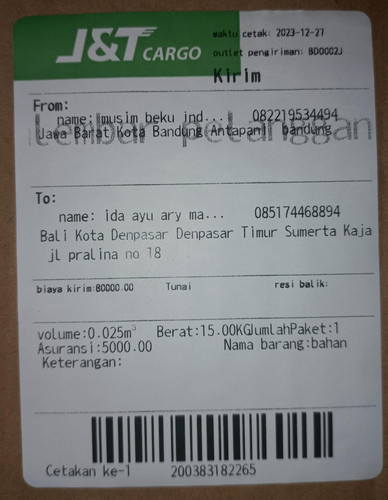 J&T CARGO
waktu cetak: 2023-12-27
outlet pengiriman: BD0002J
Kirim
From:
name: musim beku ind... 082219534494
Jawa Barat Kota Bandung Antapani bandung
Lembar pelanggan
To:
name: ida ayu ary ma... 085174468894
Bali Kota Denpasar Denpasar Timur Sumerta Kaja
jl pralina no 18
biaya kirim:80000.00 Tunai resi balik:
volume:0.025m³ Berat:15.00KGJumlahPaket:1
Asuransi:5000.00 Nama barang:bahan
Keterangan:
Cetakan ke-1 200383182265